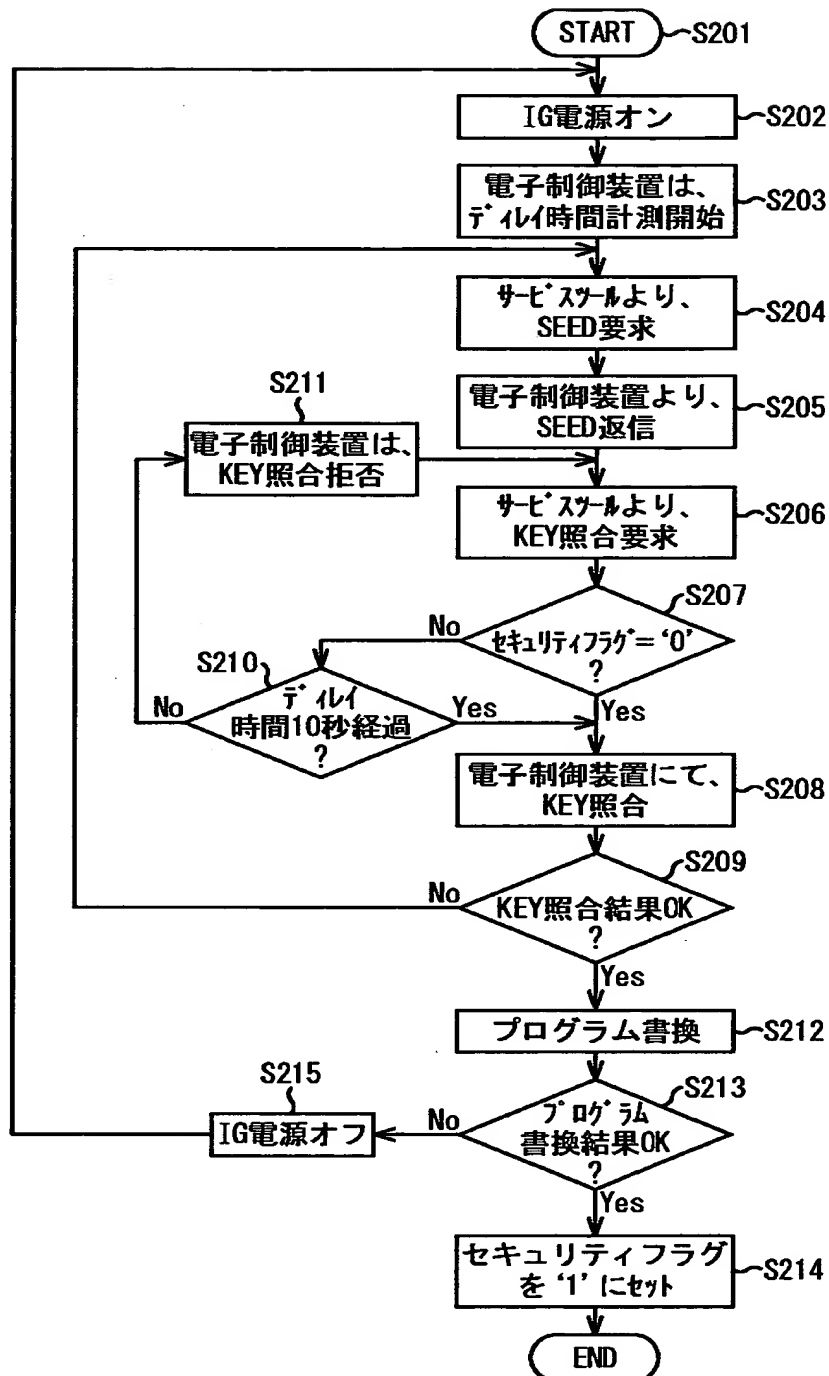 START
S201
IG電源オン
S202
電子制御装置は、
ディレイ時間計測開始
S203
サービスツールより、
SEED要求
S204
S211
電子制御装置は、
KEY照合拒否
電子制御装置より、
SEED返信
S205
サービスツールより、
KEY照合要求
S206
S207
セキュリティフラグ=‘0’
?
No
Yes
S210
ディレイ
時間10秒経過
?
No
Yes
電子制御装置にて、
KEY照合
S208
S209
KEY照合結果OK
?
No
Yes
プログラム書換
S212
S213
プログラム
書換結果OK
?
No
Yes
S215
IG電源オフ
セキュリティフラグ
を‘1’にセット
S214
END